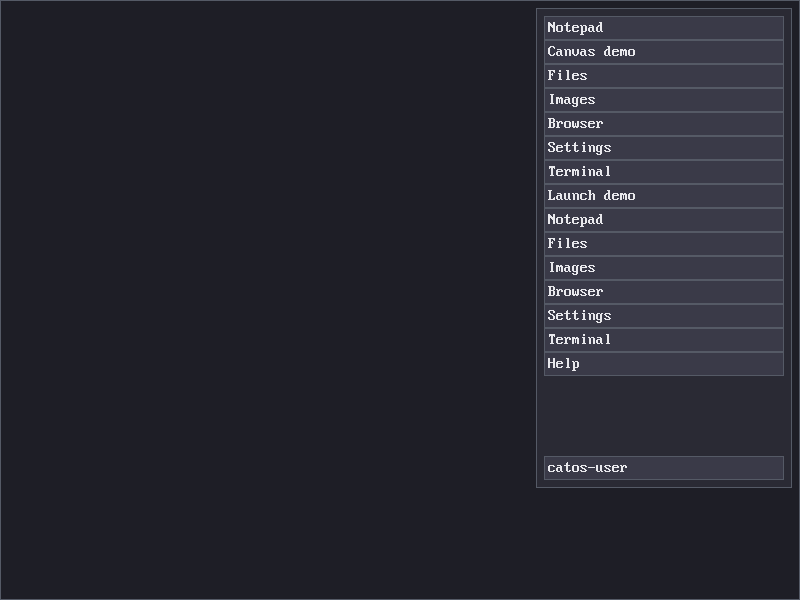 Notepad
Canvas demo
Files
Images
Browser
Settings
Terminal
Launch demo
Notepad
Files
Images
Browser
Settings
Terminal
Help
catos-user